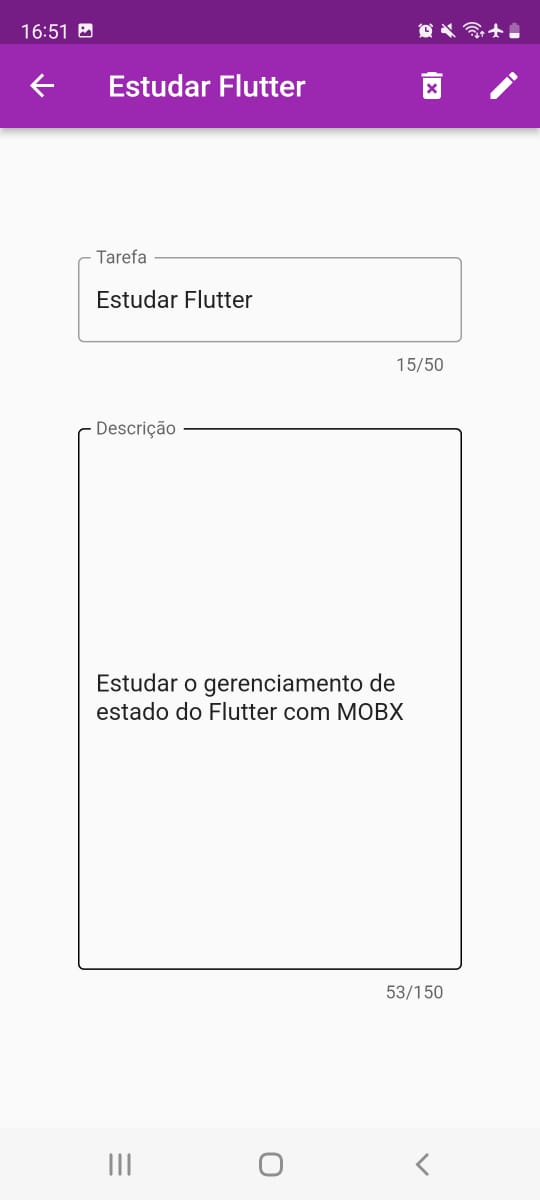 16:51
Estudar Flutter
Tarefa
Estudar Flutter
15/50
Descrição
Estudar o gerenciamento de
estado do Flutter com MOBX
53/150